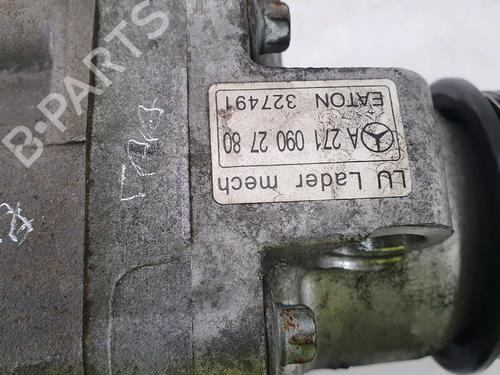 LU Lader mech
A 271 090 27 80
EATON 327491
B-PARTS